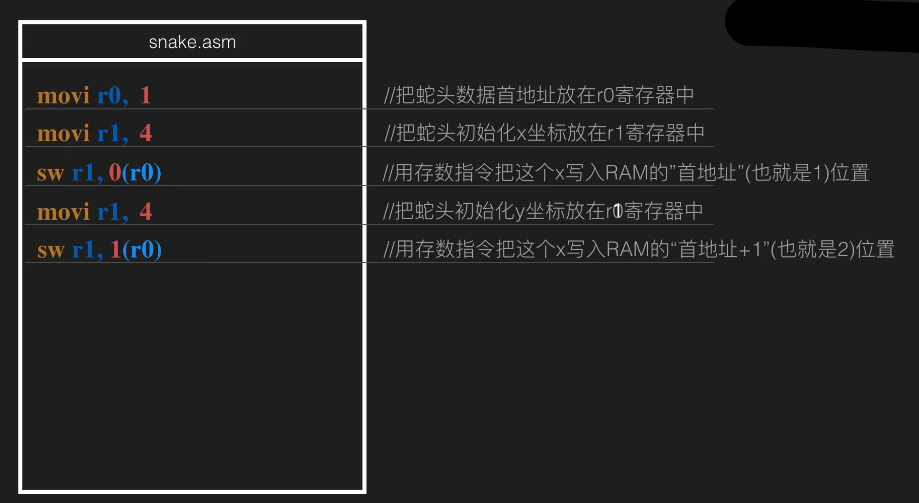 snake.asm
movi r0, 1 //把蛇头数据首地址放在r0寄存器中
movi r1, 4 //把蛇头初始化x坐标放在r1寄存器中
sw r1, 0(r0) //用存数指令把这个x写入RAM的”首地址”(也就是1)位置
movi r1, 4 //把蛇头初始化y坐标放在r1寄存器中
sw r1, 1(r0) //用存数指令把这个x写入RAM的“首地址+1”(也就是2)位置